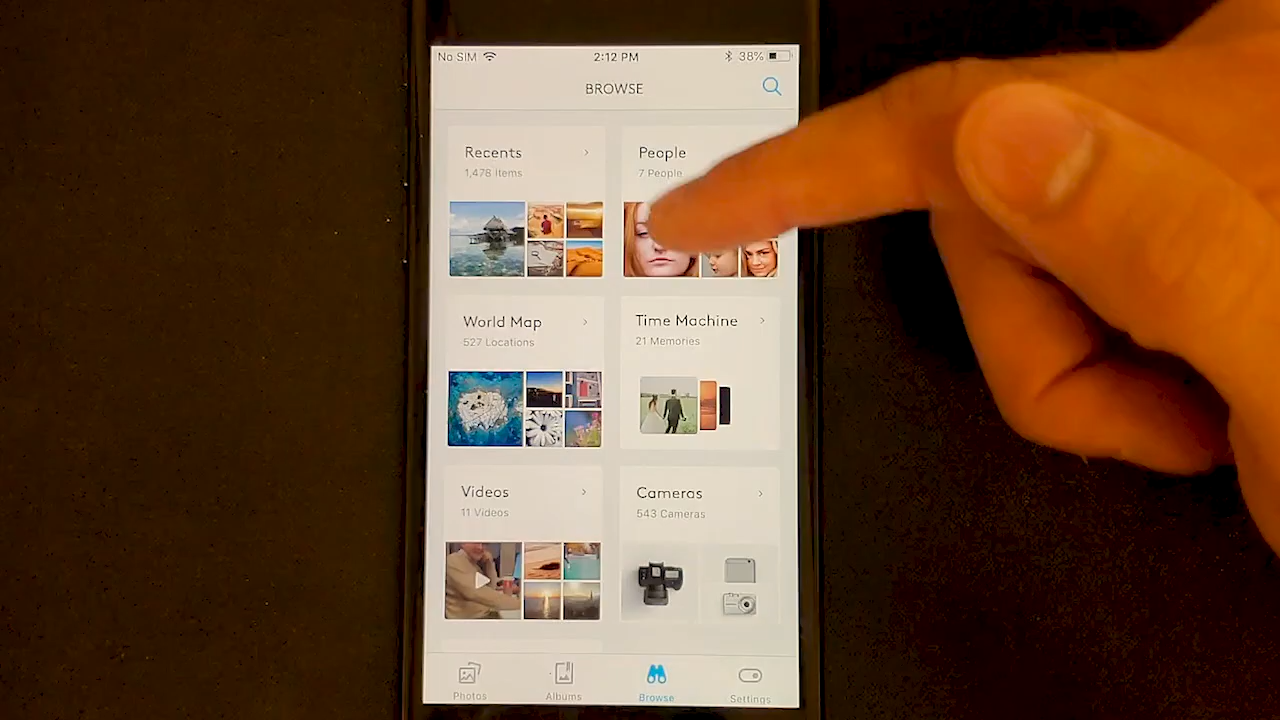 No SIM 2:12 PM 38%
BROWSE
Recents
1,478 Items
People
7 People
World Map
527 Locations
Time Machine
21 Memories
Videos
11 Videos
Cameras
543 Cameras
Photos Albums Browse Settings